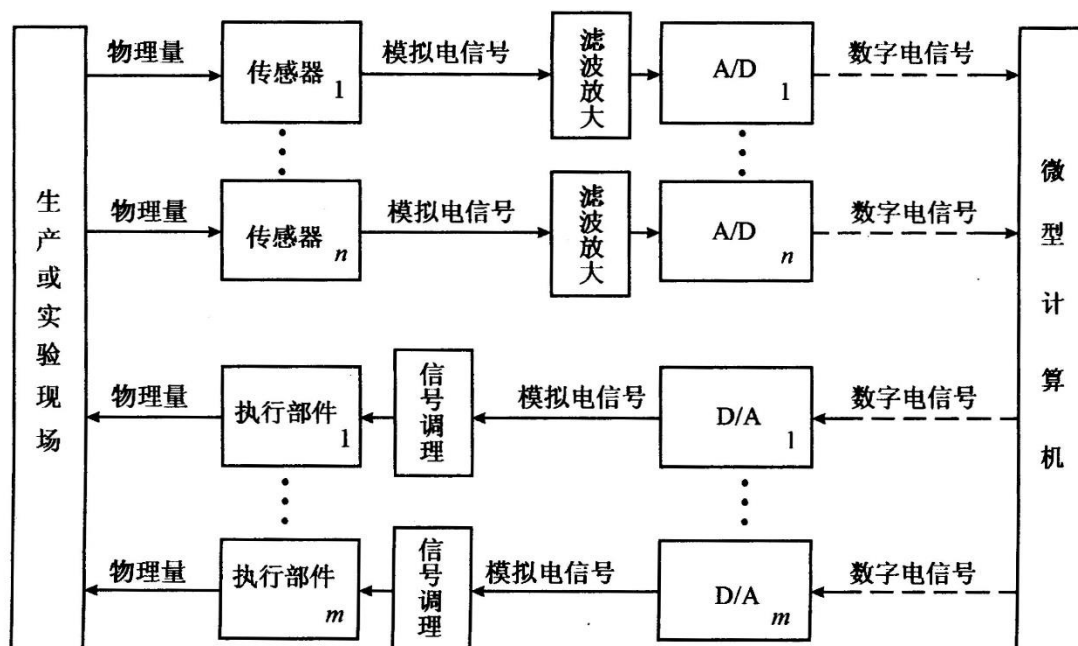 生产或实验现场
物理量
传感器 1
模拟电信号
滤波放大
A/D 1
数字电信号
物理量
传感器 n
模拟电信号
滤波放大
A/D n
数字电信号
物理量
执行部件 1
信号调理
模拟电信号
D/A 1
数字电信号
物理量
执行部件 m
信号调理
模拟电信号
D/A m
数字电信号
微型计算机